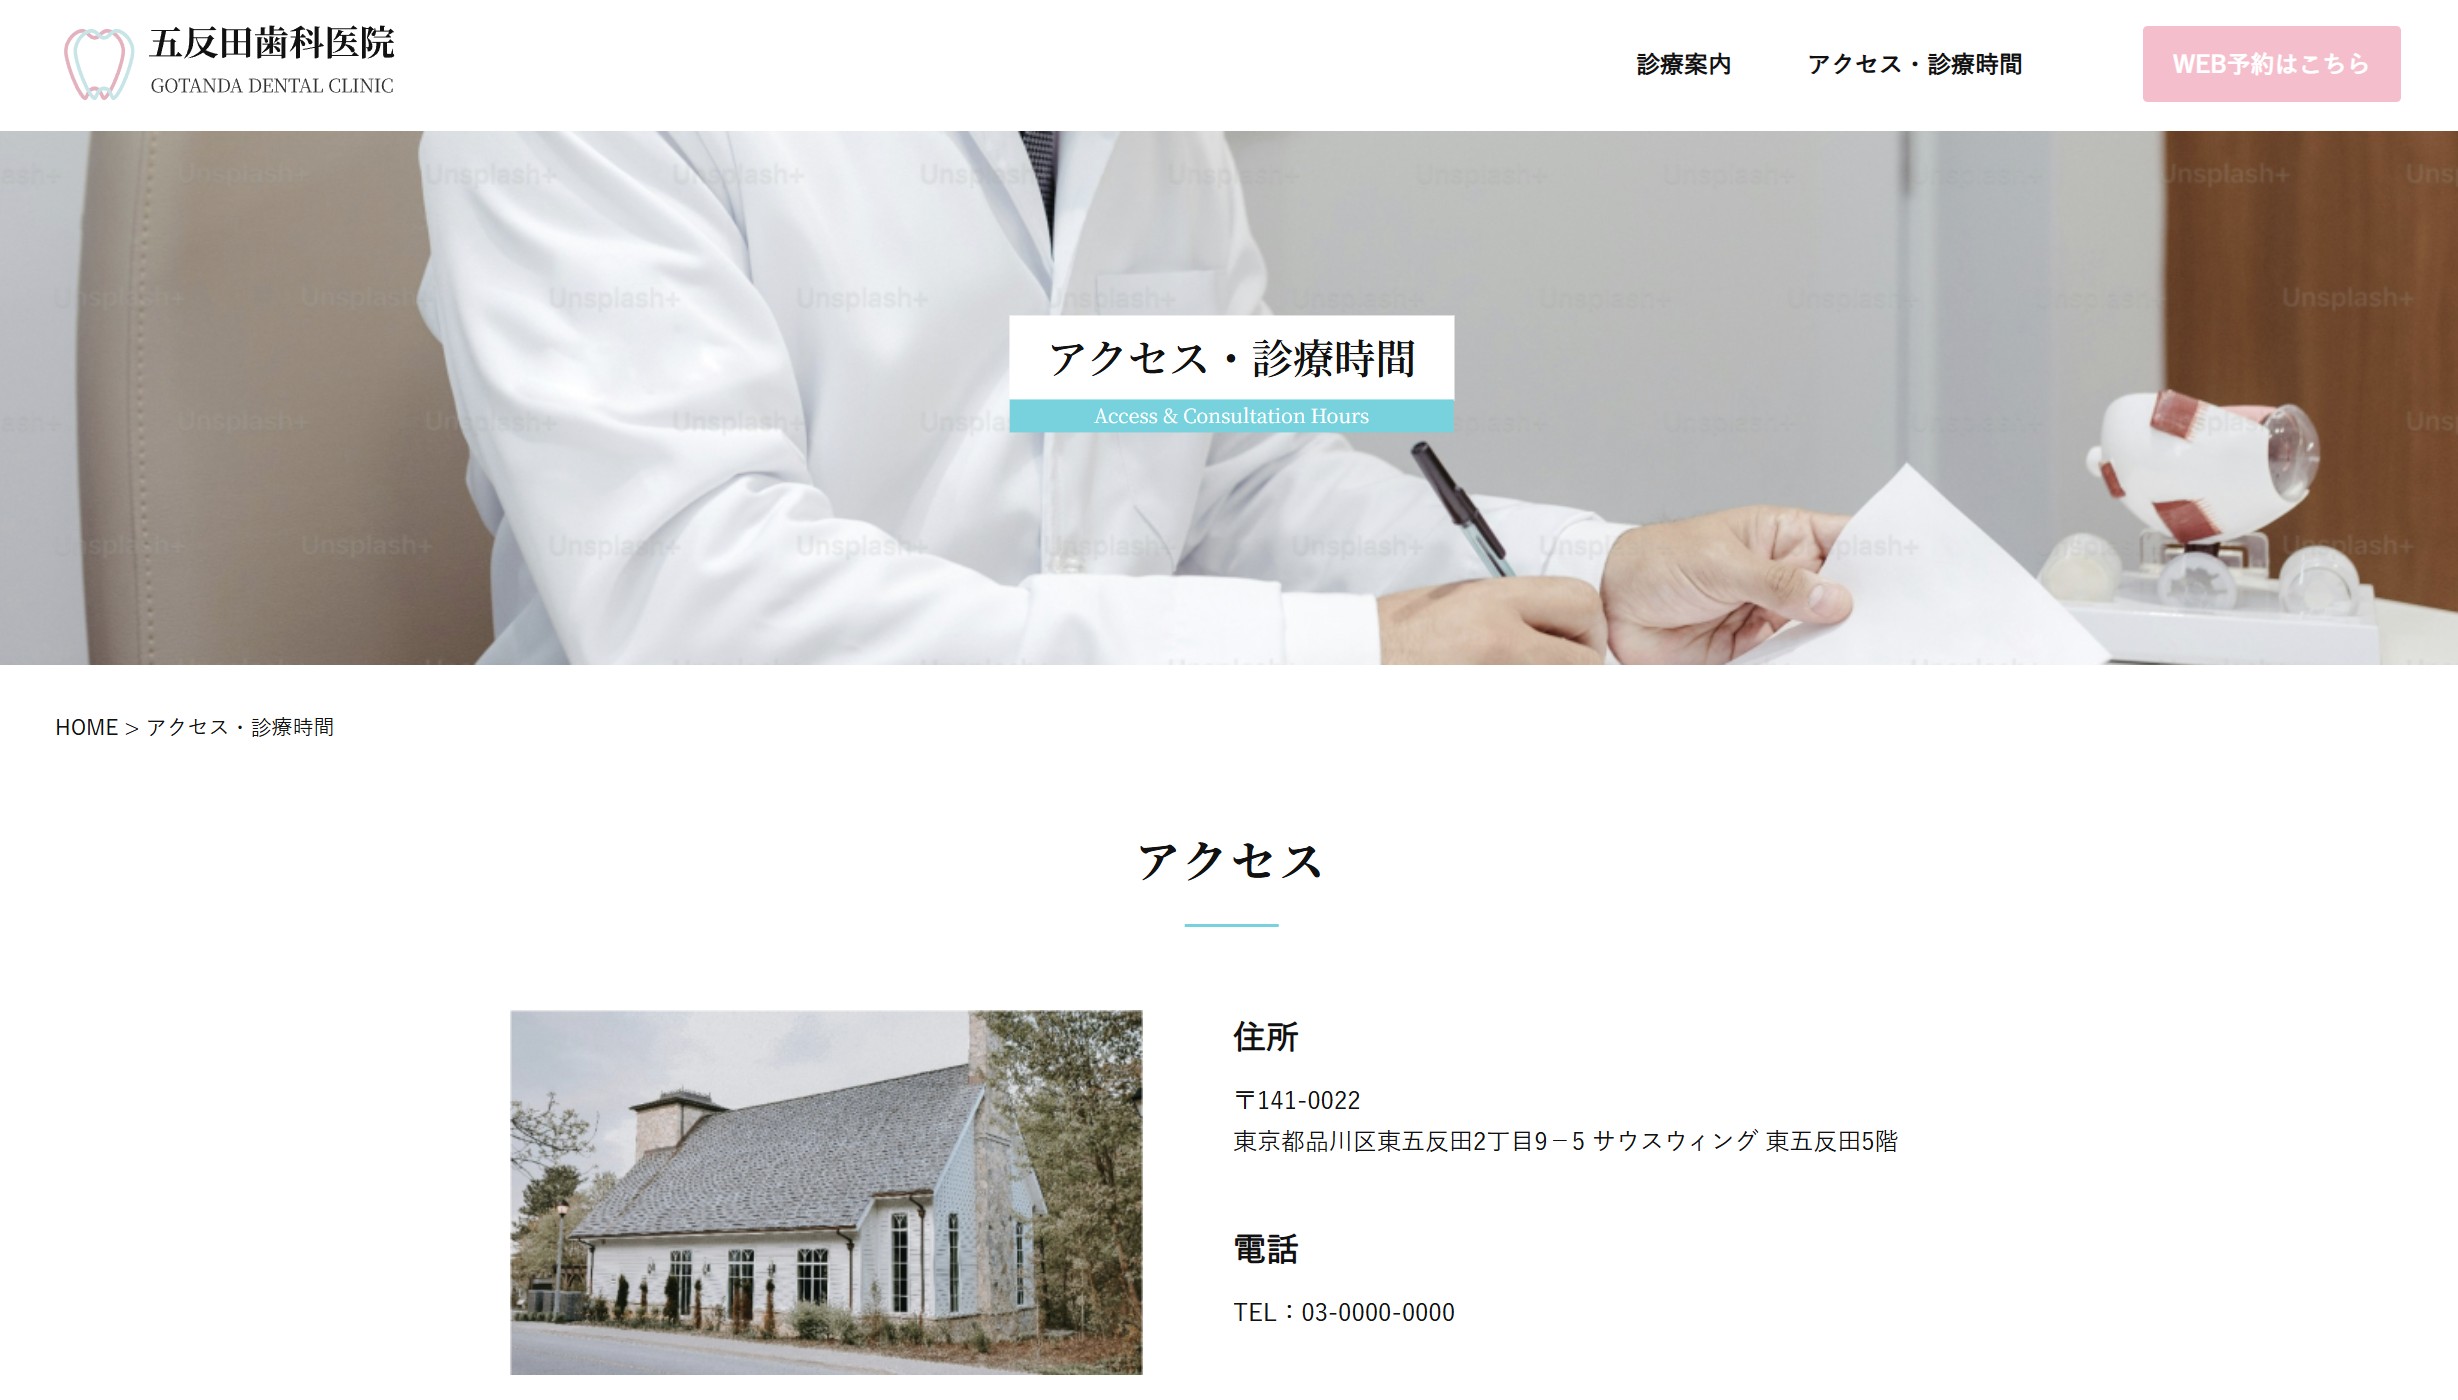 五反田歯科医院
GOTANDA DENTAL CLINIC
診療案内
アクセス・診療時間
WEB予約はこちら
アクセス・診療時間
Access & Consultation Hours
Unsplash+
HOME > アクセス・診療時間
アクセス
住所
〒141-0022
東京都品川区東五反田2丁目9−5 サウスウィング 東五反田5階
電話
TEL：03-0000-0000